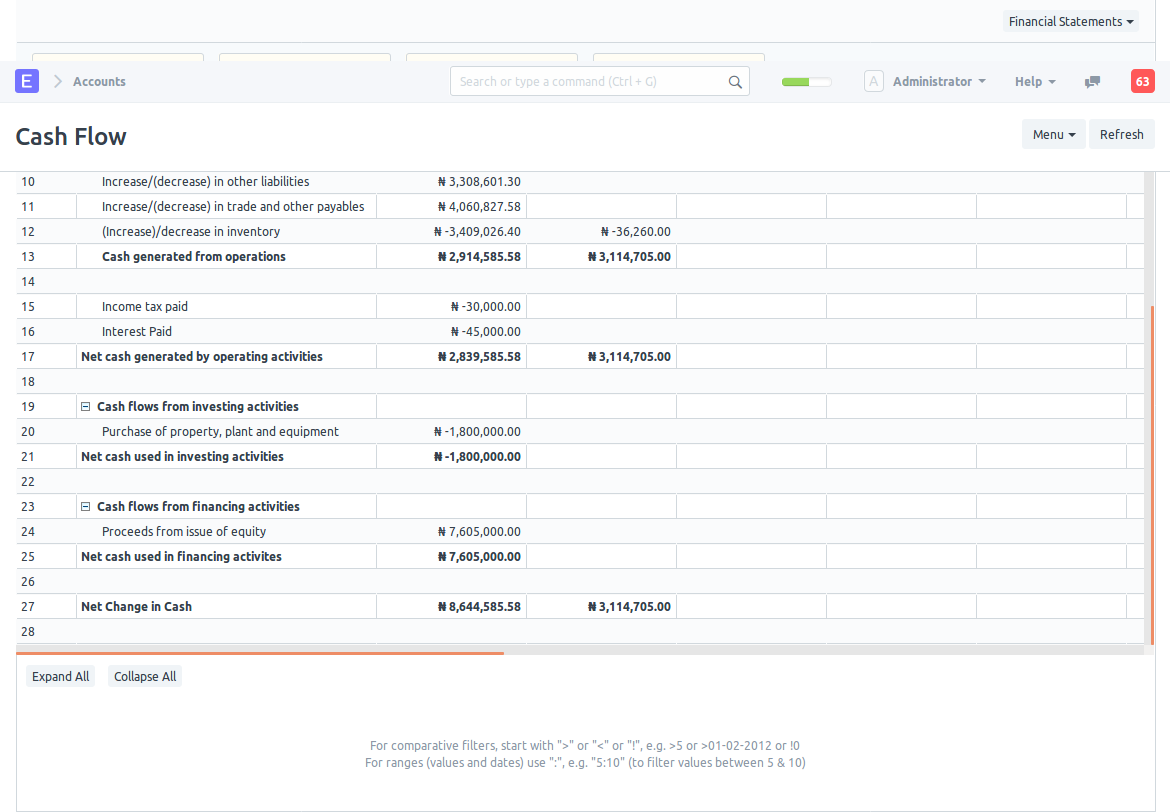 Financial Statements
E Accounts Search or type a command (Ctrl + G) A Administrator Help 63
Cash Flow Menu Refresh
10 Increase/(decrease) in other liabilities ₦ 3,308,601.30
11 Increase/(decrease) in trade and other payables ₦ 4,060,827.58
12 (Increase)/decrease in inventory ₦ -3,409,026.40 ₦ -36,260.00
13 Cash generated from operations ₦ 2,914,585.58 ₦ 3,114,705.00
14
15 Income tax paid ₦ -30,000.00
16 Interest Paid ₦ -45,000.00
17 Net cash generated by operating activities ₦ 2,839,585.58 ₦ 3,114,705.00
18
19 Cash flows from investing activities
20 Purchase of property, plant and equipment ₦ -1,800,000.00
21 Net cash used in investing activities ₦ -1,800,000.00
22
23 Cash flows from financing activities
24 Proceeds from issue of equity ₦ 7,605,000.00
25 Net cash used in financing activites ₦ 7,605,000.00
26
27 Net Change in Cash ₦ 8,644,585.58 ₦ 3,114,705.00
28
Expand All Collapse All
For comparative filters, start with ">" or "<" or "!", e.g. >5 or >01-02-2012 or !0
For ranges (values and dates) use ":", e.g. "5:10" (to filter values between 5 & 10)